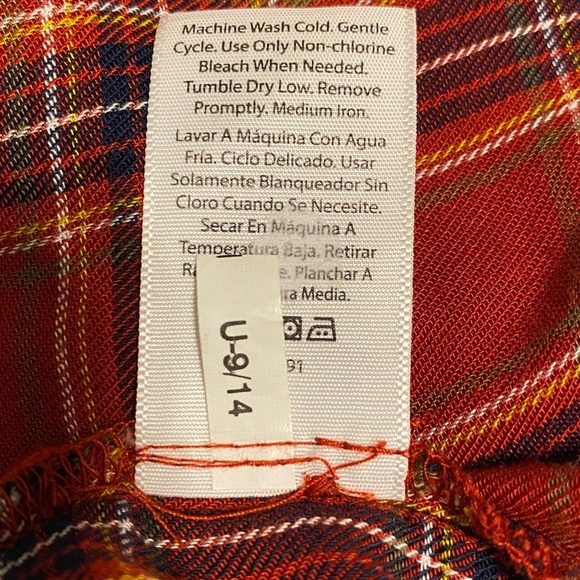 Machine Wash Cold. Gentle
Cycle. Use Only Non-chlorine
Bleach When Needed.
Tumble Dry Low. Remove
Promptly. Medium Iron.
Lavar A Máquina Con Agua
Fría. Ciclo Delicado. Usar
Solamente Blanqueador Sin
Cloro Cuando Se Necesite.
Secar En Máquina A
Temperatura Baja. Retirar
Planchar A
Media.
91
U-9/14